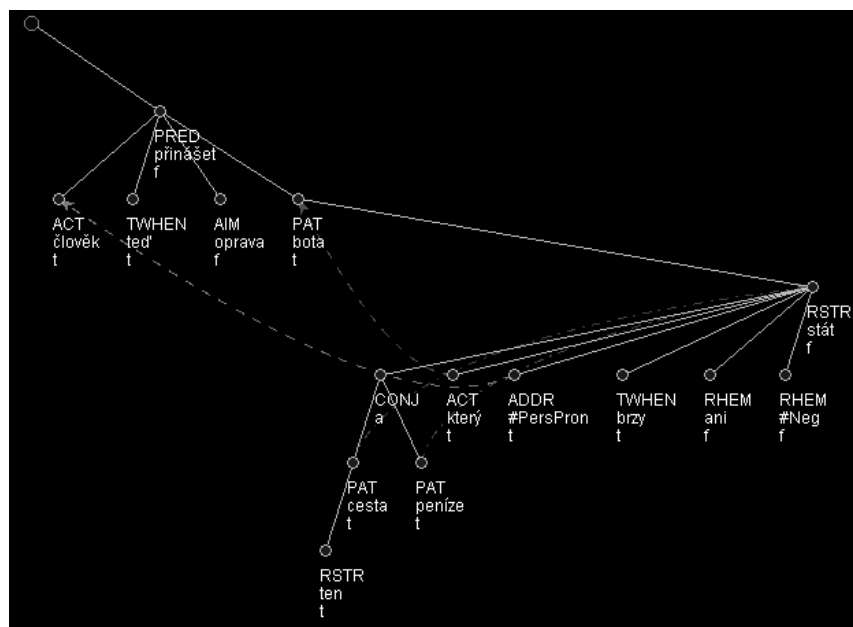 PRED
přinášet
f
ACT
člověk
t
TWHEN
teď
t
AIM
oprava
f
PAT
bota
t
RSTR
stát
f
CONJ
a
ACT
který
t
ADDR
#PersPron
t
TWHEN
brzy
t
RHEM
ani
f
RHEM
#Neg
f
PAT
cesta
t
PAT
peníze
t
RSTR
ten
t